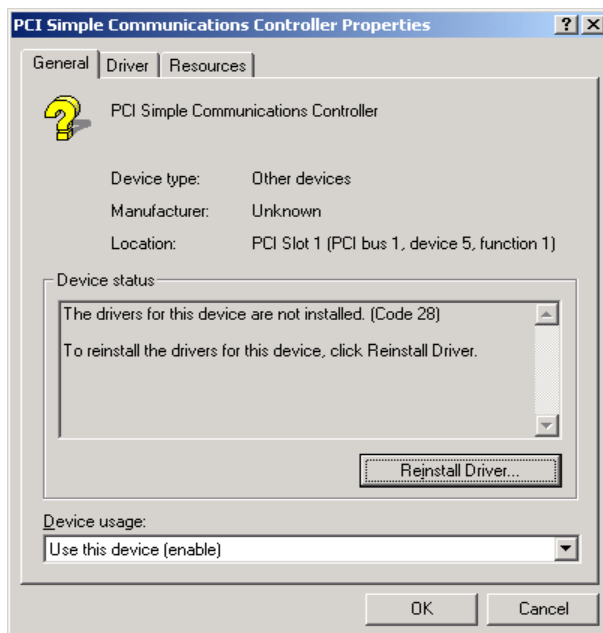 PCI Simple Communications Controller Properties
General Driver Resources
PCI Simple Communications Controller
Device type: Other devices
Manufacturer: Unknown
Location: PCI Slot 1 (PCI bus 1, device 5, function 1)
Device status
The drivers for this device are not installed. (Code 28)
To reinstall the drivers for this device, click Reinstall Driver.
Reinstall Driver...
Device usage:
Use this device (enable)
OK Cancel